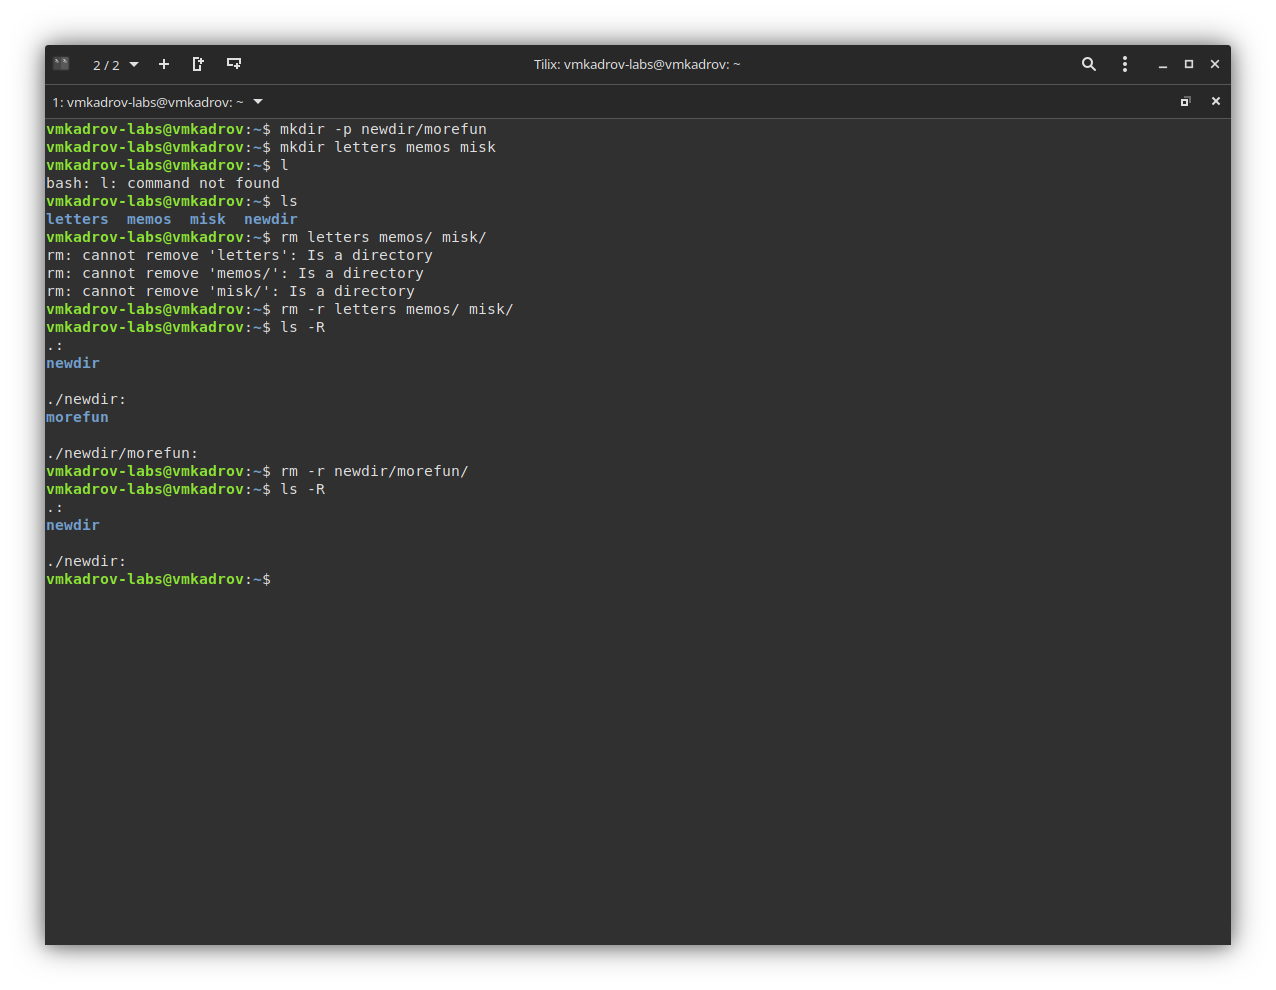 2 / 2
Tilix: vmkadrov-labs@vmkadrov: ~
1: vmkadrov-labs@vmkadrov: ~
vmkadrov-labs@vmkadrov:~$ mkdir -p newdir/morefun
vmkadrov-labs@vmkadrov:~$ mkdir letters memos misk
vmkadrov-labs@vmkadrov:~$ l
bash: l: command not found
vmkadrov-labs@vmkadrov:~$ ls
letters  memos  misk  newdir
vmkadrov-labs@vmkadrov:~$ rm letters memos/ misk/
rm: cannot remove 'letters': Is a directory
rm: cannot remove 'memos/': Is a directory
rm: cannot remove 'misk/': Is a directory
vmkadrov-labs@vmkadrov:~$ rm -r letters memos/ misk/
vmkadrov-labs@vmkadrov:~$ ls -R
.:
newdir

./newdir:
morefun

./newdir/morefun:
vmkadrov-labs@vmkadrov:~$ rm -r newdir/morefun/
vmkadrov-labs@vmkadrov:~$ ls -R
.:
newdir

./newdir:
vmkadrov-labs@vmkadrov:~$